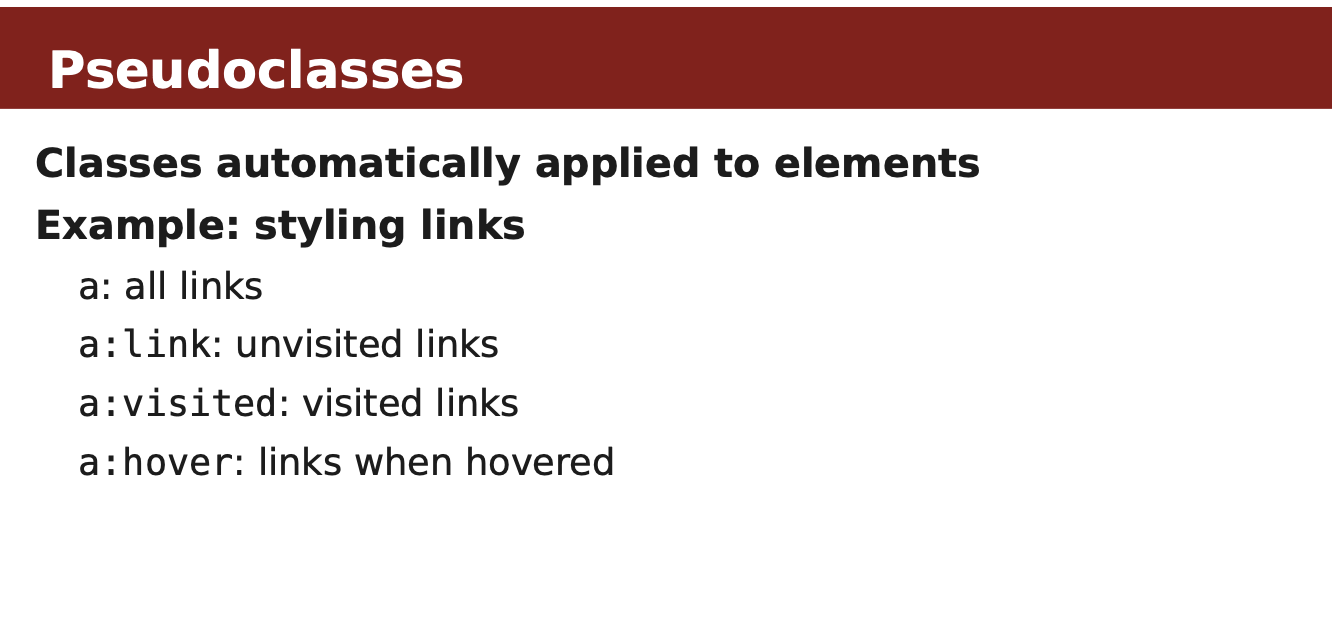 Pseudoclasses
Classes automatically applied to elements
Example: styling links
a: all links
a:link: unvisited links
a:visited: visited links
a:hover: links when hovered